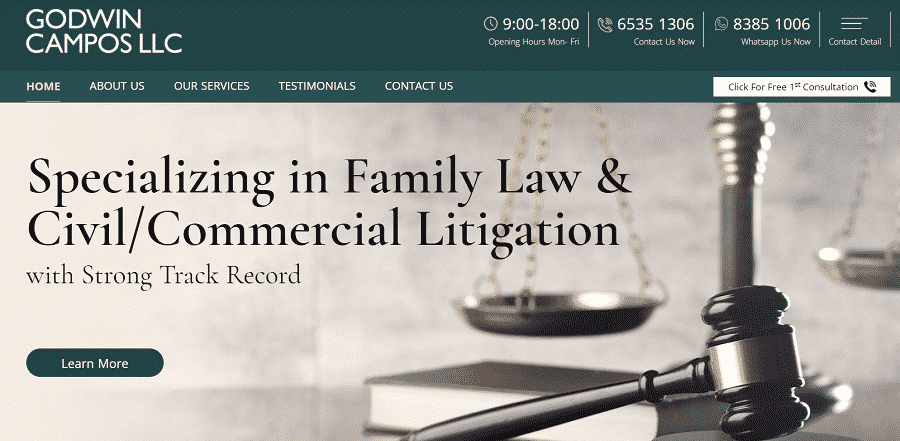 GODWIN
CAMPOS LLC
9:00-18:00
Opening Hours Mon- Fri
6535 1306
Contact Us Now
8385 1006
Whatsapp Us Now
Contact Detail
HOME ABOUT US OUR SERVICES TESTIMONIALS CONTACT US
Click For Free 1st Consultation
Specializing in Family Law &
Civil/Commercial Litigation
with Strong Track Record
Learn More